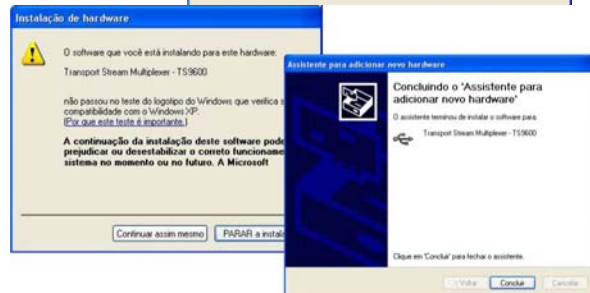 Instalação de hardware
O software que você está instalando para este hardware:
Transport Stream Multiplexer - TS9600
não passou no teste do logotipo do Windows que verifica s
compatibilidade com o Windows XP.
(Por que este teste é importante.)
A continuação da instalação deste software pode
prejudicar ou desestabilizar o correto funcioname
sistema no momento ou no futuro. A Microsoft
Continuar assim mesmo
PARAR a instala
Assistente para adicionar novo hardware
Concluindo o 'Assistente para
adicionar novo hardware'
O assistente terminou de instalar o software para:
Transport Stream Multiplexer - TS9600
Clique em 'Concluir' para fechar o assistente.
< Voltar
Concluir
Cancelar